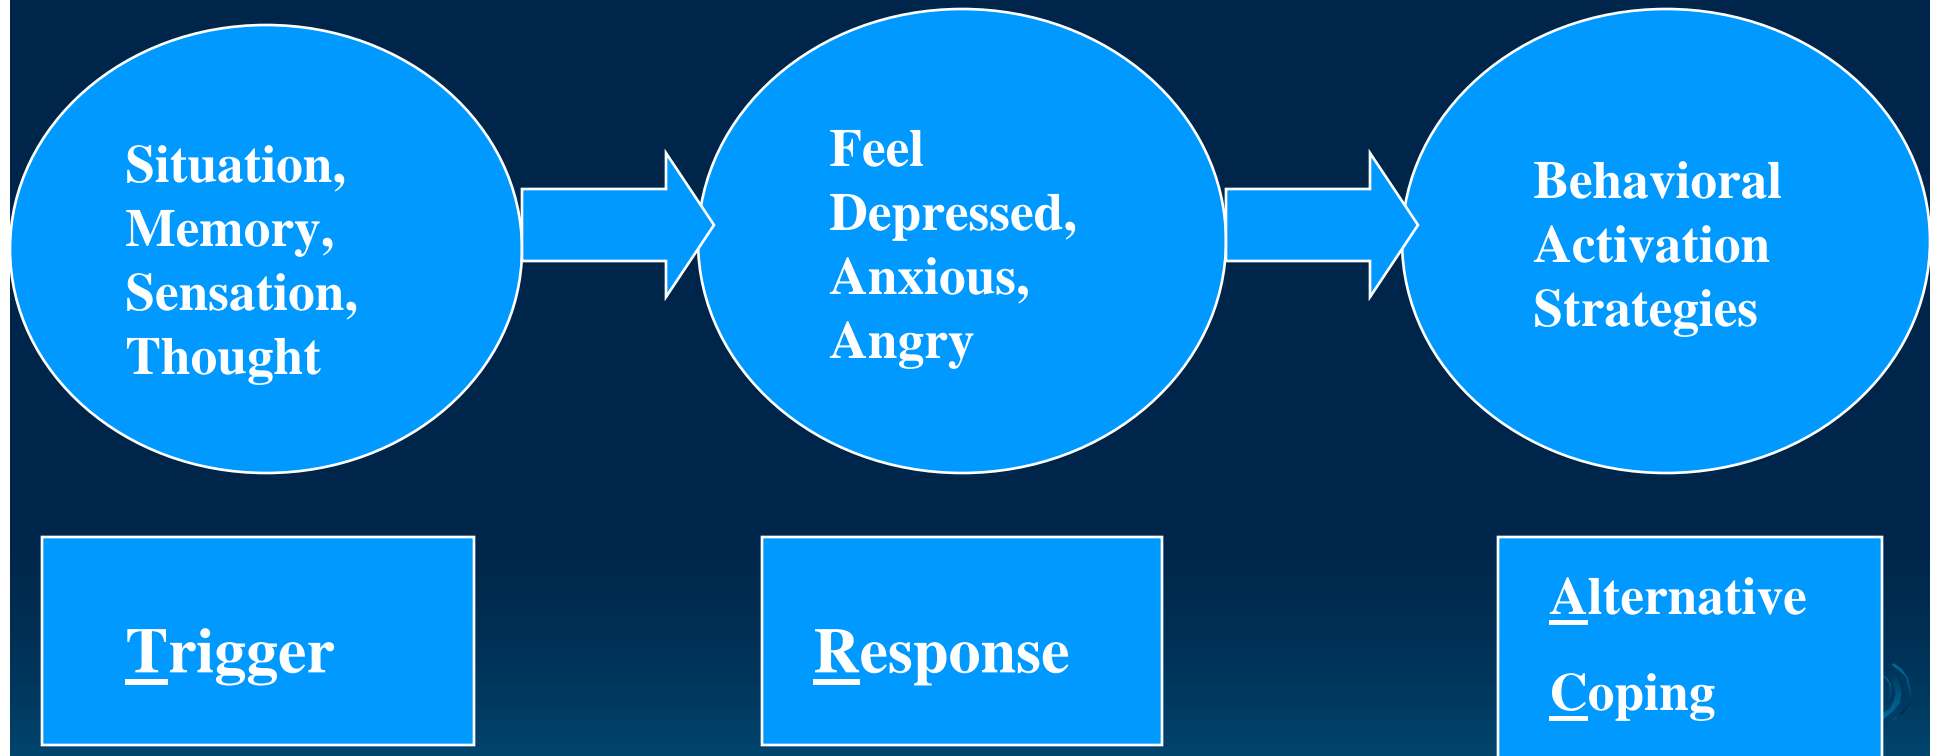 Situation,
Memory,
Sensation,
Thought
Feel
Depressed,
Anxious,
Angry
Behavioral
Activation
Strategies
Trigger
Response
Alternative
Coping